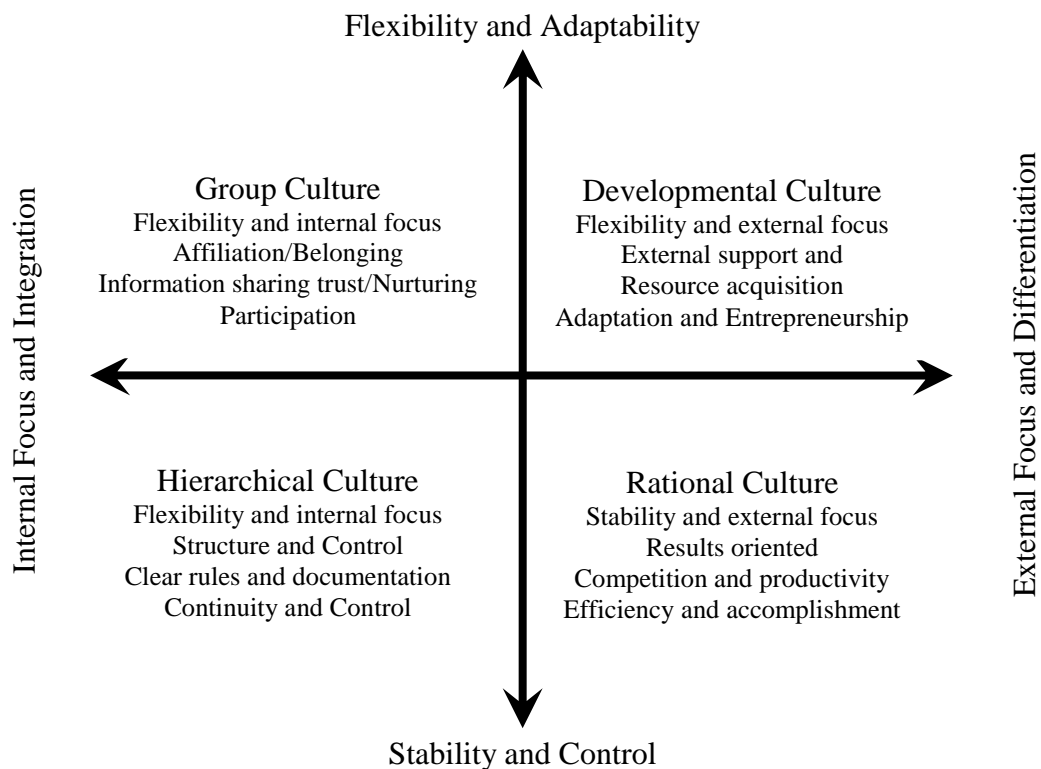 Flexibility and Adaptability
Internal Focus and Integration
Group Culture
Flexibility and internal focus
Affiliation/Belonging
Information sharing trust/Nurturing
Participation
Developmental Culture
Flexibility and external focus
External support and
Resource acquisition
Adaptation and Entrepreneurship
Hierarchical Culture
Flexibility and internal focus
Structure and Control
Clear rules and documentation
Continuity and Control
Rational Culture
Stability and external focus
Results oriented
Competition and productivity
Efficiency and accomplishment
External Focus and Differentiation
Stability and Control